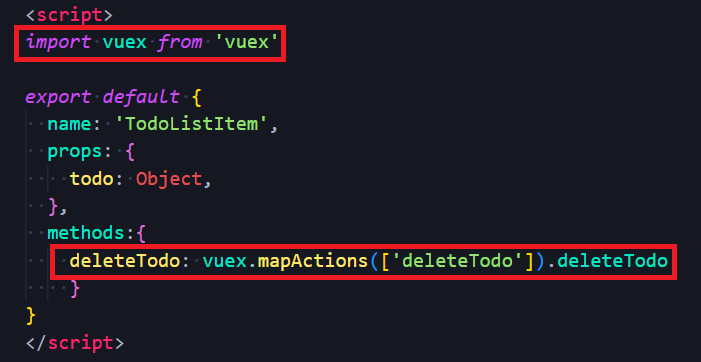 <script>
import vuex from 'vuex'
export default {
name: 'TodoListItem',
props: {
todo: Object,
},
methods:{
deleteTodo: vuex.mapActions(['deleteTodo']).deleteTodo
}
}
</script>